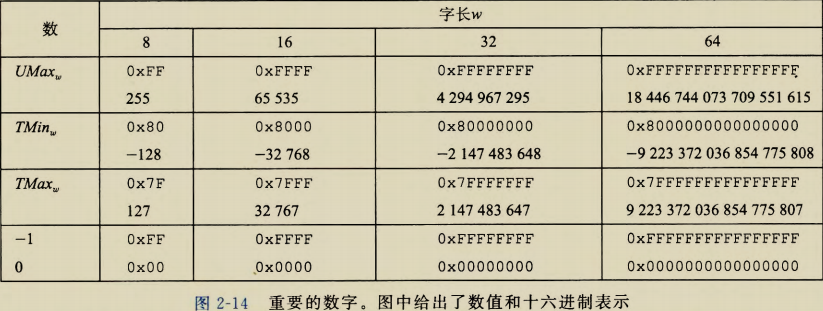 数 字长w
8 16 32 64
UMaxw 0xFF 0xFFFF 0xFFFFFFFF 0xFFFFFFFFFFFFFFFF
255 65 535 4 294 967 295 18 446 744 073 709 551 615
TMinw 0x80 0x8000 0x80000000 0x8000000000000000
−128 −32 768 −2 147 483 648 −9 223 372 036 854 775 808
TMaxw 0x7F 0x7FFF 0x7FFFFFFF 0x7FFFFFFFFFFFFFFF
127 32 767 2 147 483 647 9 223 372 036 854 775 807
−1 0xFF 0xFFFF 0xFFFFFFFF 0xFFFFFFFFFFFFFFFF
0 0x00 0x0000 0x00000000 0x0000000000000000
图 2-14 重要的数字。图中给出了数值和十六进制表示